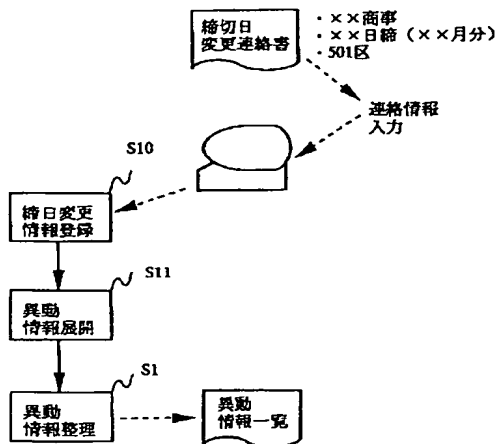 締切日
変更連絡書
・××商事
・××日締（××月分）
・501区
連絡情報
入力
S10
締日変更
情報登録
S11
異動
情報展開
S1
異動
情報整理
異動
情報一覧